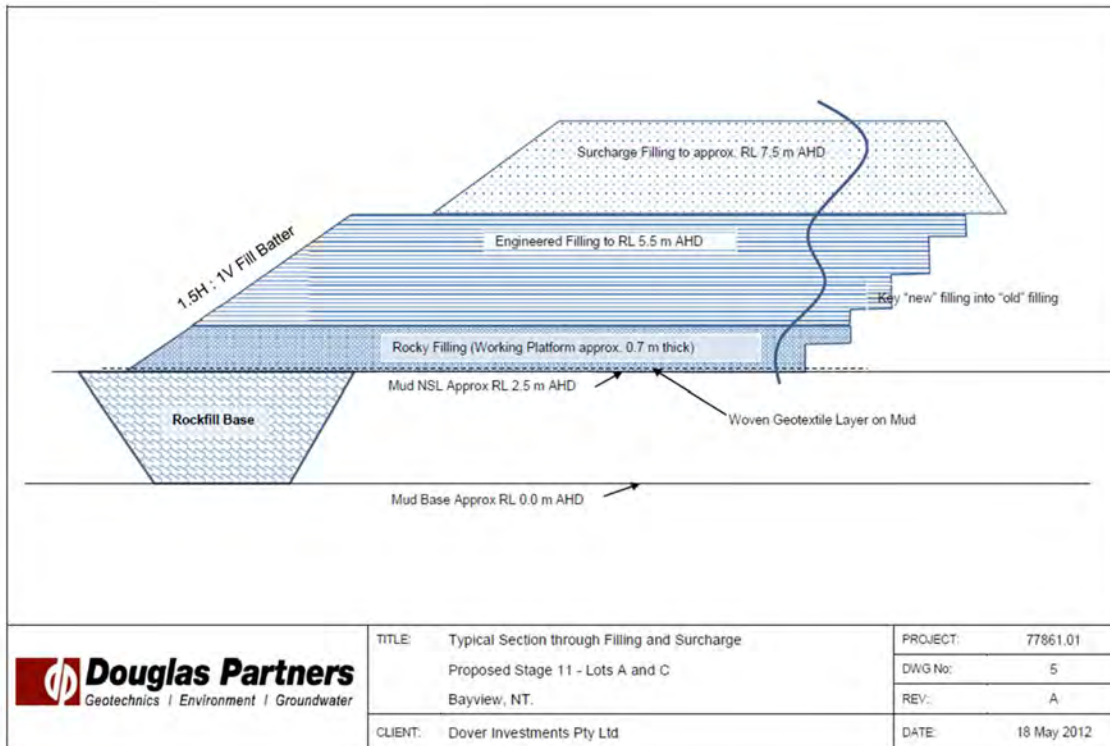 Surcharge Filling to approx. RL 7.5 m AHD
1.5H : 1V Fill Batter
Engineered Filling to RL 5.5 m AHD
Key "new" filling into "old" filling
Rocky Filling (Working Platform approx. 0.7 m thick)
Mud NSL Approx RL 2.5 m AHD
Rockfill Base
Woven Geotextile Layer on Mud
Mud Base Approx RL 0.0 m AHD
dp Douglas Partners
Geotechnics | Environment | Groundwater
TITLE: Typical Section through Filling and Surcharge
Proposed Stage 11 - Lots A and C
Bayview, NT.
CLIENT: Dover Investments Pty Ltd
PROJECT: 77861.01
DWG No: 5
REV: A
DATE: 18 May 2012